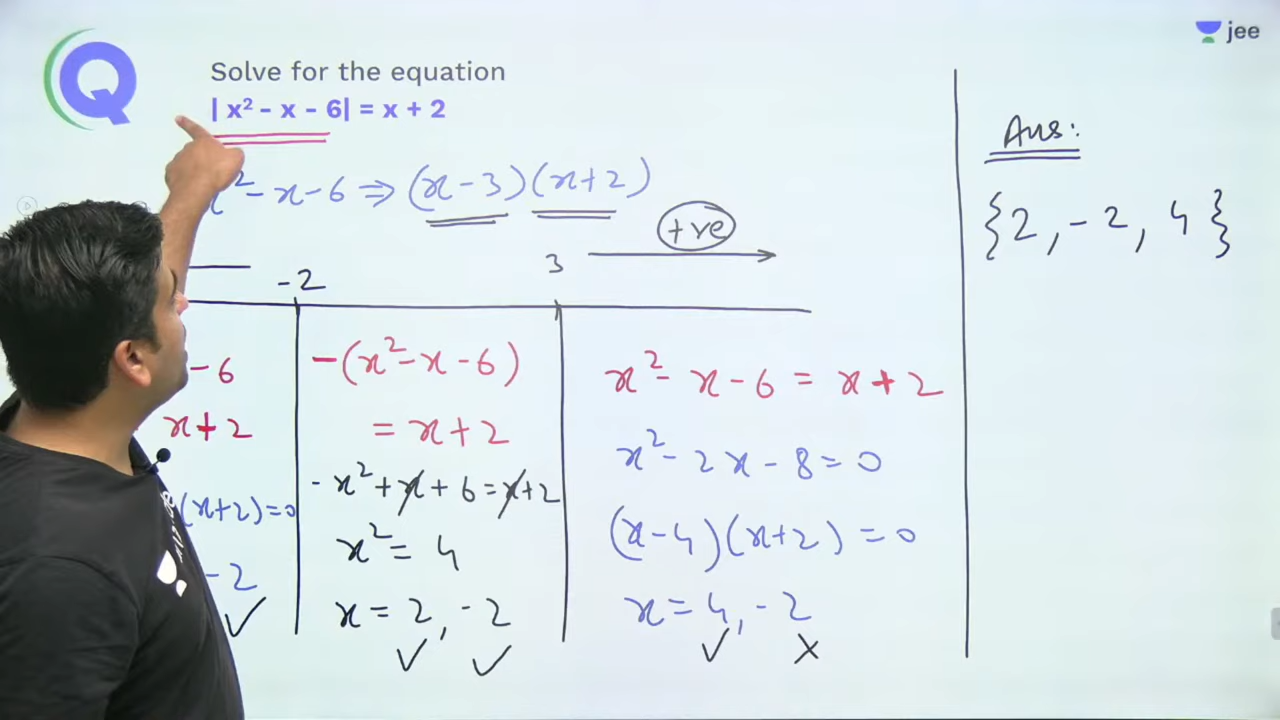 jee
Q
Solve for the equation
| x² - x - 6| = x + 2
x² - x - 6 ⇒ (x - 3)(x + 2)
+ve
-2
3
- 6
x + 2
(x+2)=0
- 2 ✓
-(x² - x - 6)
= x + 2
- x² + x + 6 = x + 2
x² = 4
x = 2, -2
✓ ✓
x² - x - 6 = x + 2
x² - 2x - 8 = 0
(x - 4)(x + 2) = 0
x = 4, - 2
✓ ×
Ans:
{2, -2, 4}